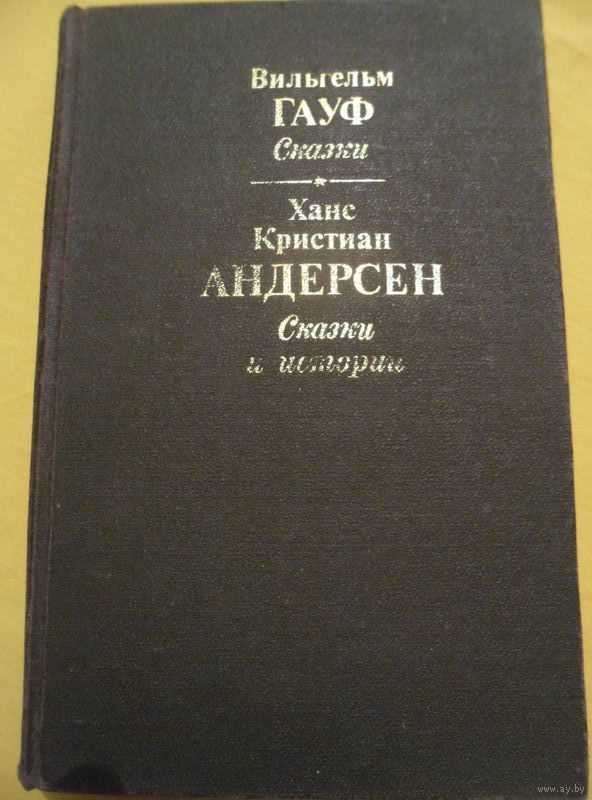 Вильгельм
ГАУФ
Сказки
Ханс
Кристиан
АНДЕРСЕН
Сказки
и истории
www.ay.by